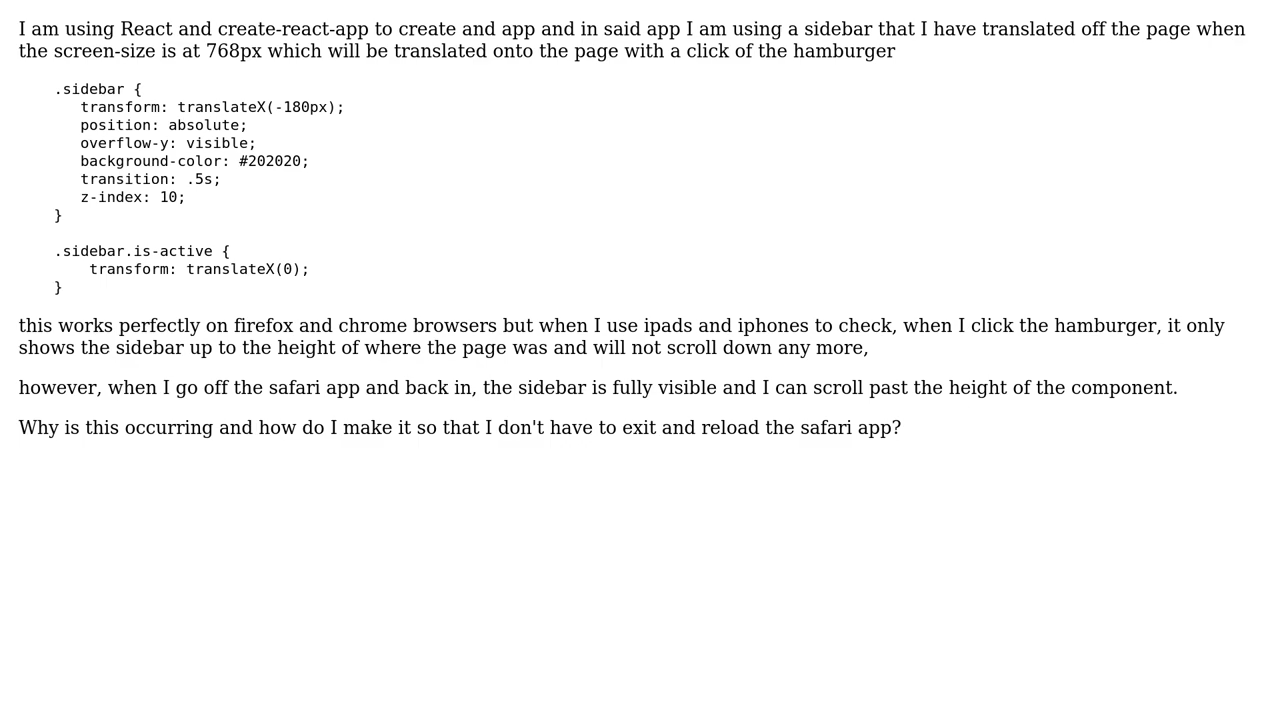 I am using React and create-react-app to create and app and in said app I am using a sidebar that I have translated off the page when
the screen-size is at 768px which will be translated onto the page with a click of the hamburger
.sidebar {
   transform: translateX(-180px);
   position: absolute;
   overflow-y: visible;
   background-color: #202020;
   transition: .5s;
   z-index: 10;
}
.sidebar.is-active {
    transform: translateX(0);
}
this works perfectly on firefox and chrome browsers but when I use ipads and iphones to check, when I click the hamburger, it only
shows the sidebar up to the height of where the page was and will not scroll down any more,
however, when I go off the safari app and back in, the sidebar is fully visible and I can scroll past the height of the component.
Why is this occurring and how do I make it so that I don't have to exit and reload the safari app?